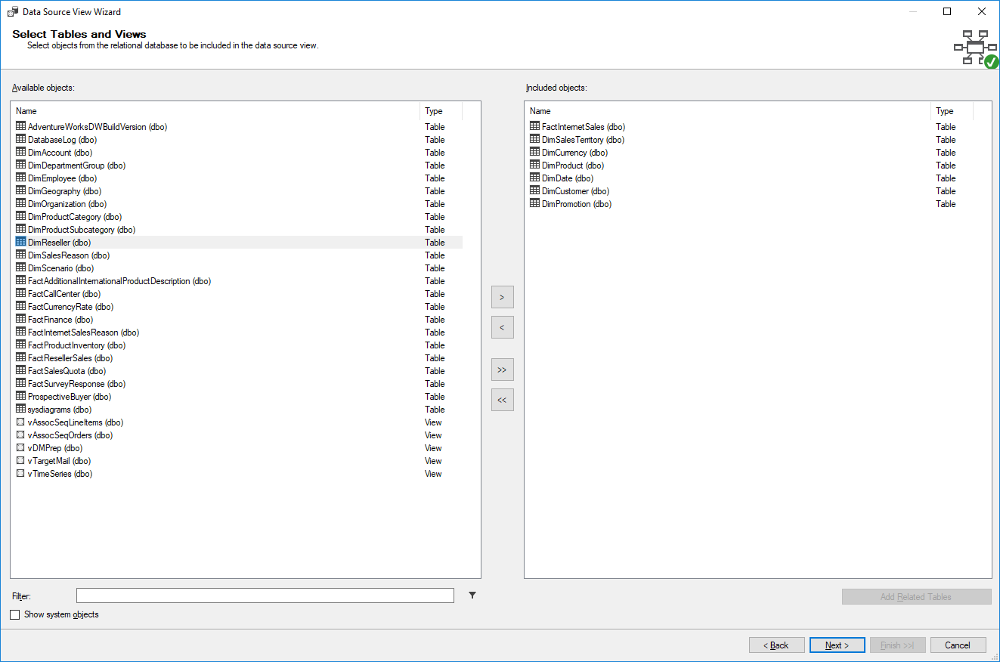 Data Source View Wizard
Select Tables and Views
Select objects from the relational database to be included in the data source view.
Available objects:
Name Type
AdventureWorksDWBuildVersion (dbo) Table
DatabaseLog (dbo) Table
DimAccount (dbo) Table
DimDepartmentGroup (dbo) Table
DimEmployee (dbo) Table
DimGeography (dbo) Table
DimOrganization (dbo) Table
DimProductCategory (dbo) Table
DimProductSubcategory (dbo) Table
DimReseller (dbo) Table
DimSalesReason (dbo) Table
DimScenario (dbo) Table
FactAdditionalInternationalProductDescription (dbo) Table
FactCallCenter (dbo) Table
FactCurrencyRate (dbo) Table
FactFinance (dbo) Table
FactInternetSalesReason (dbo) Table
FactProductInventory (dbo) Table
FactResellerSales (dbo) Table
FactSalesQuota (dbo) Table
FactSurveyResponse (dbo) Table
ProspectiveBuyer (dbo) Table
sysdiagrams (dbo) Table
vAssocSeqLineItems (dbo) View
vAssocSeqOrders (dbo) View
vDMPrep (dbo) View
vTargetMail (dbo) View
vTimeSeries (dbo) View
>
<
>>
<<
Included objects:
Name Type
FactInternetSales (dbo) Table
DimSalesTerritory (dbo) Table
DimCurrency (dbo) Table
DimProduct (dbo) Table
DimDate (dbo) Table
DimCustomer (dbo) Table
DimPromotion (dbo) Table
Filter:
Add Related Tables
Show system objects
< Back Next > Finish >>| Cancel